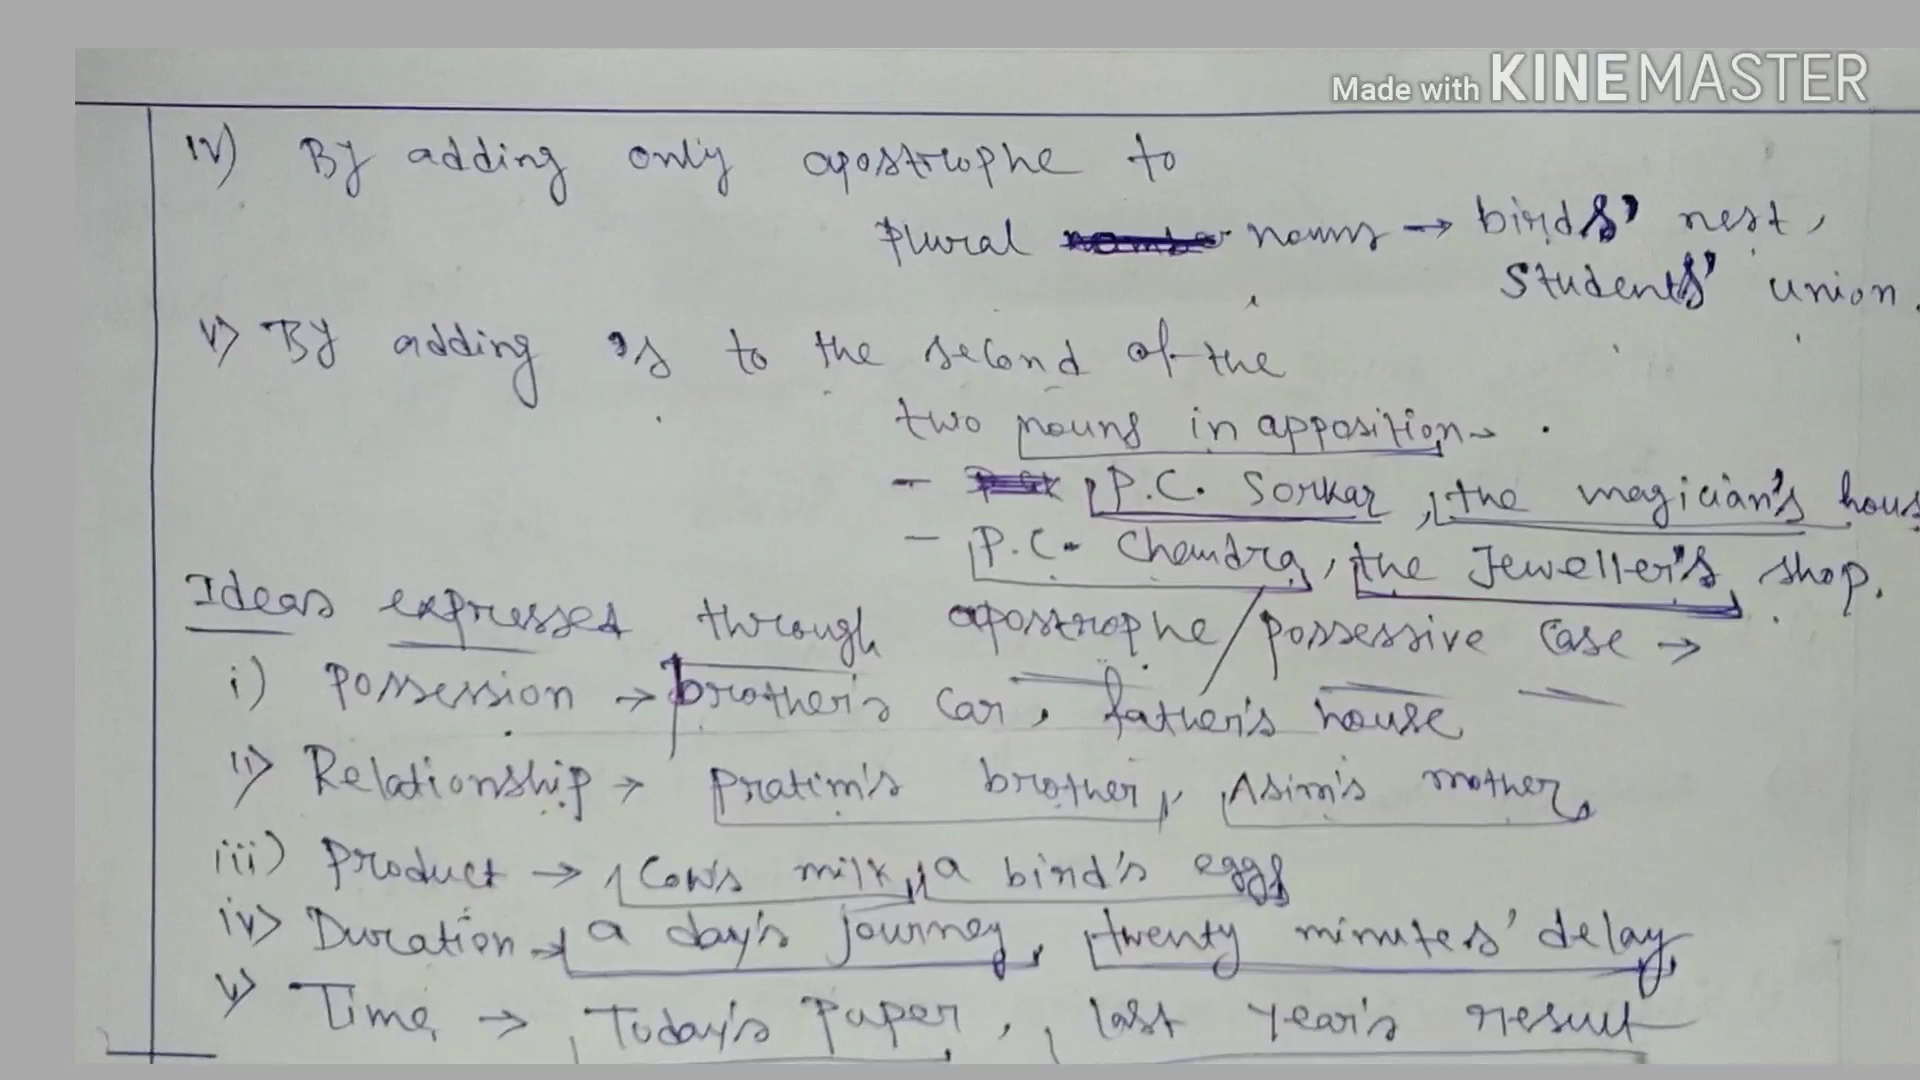 Made with KINEMASTER
iv) By adding only apostrophe to
plural nouns → birds' nest,
Students' union.
v) By adding 's to the second of the
two nouns in apposition →
- P.C. Sorkar, the magician's hous
- P.C. Chandra, the Jeweller's shop.
Ideas expressed through apostrophe/possessive case →
i) Possession → brother's car, father's house
ii) Relationship → Pratim's brother, Asim's mother,
iii) Product → Cow's milk, a bird's eggs
iv) Duration → a day's journey, twenty minutes' delay,
v) Time → Today's Paper, last year's result